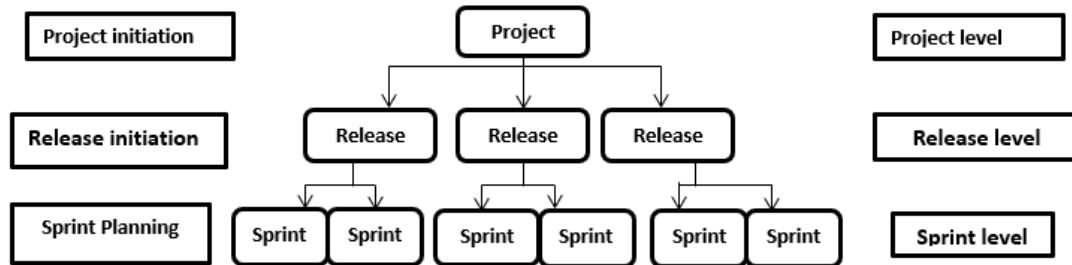 Project initiation
Project
Project level
Release initiation
Release
Release
Release
Release level
Sprint Planning
Sprint
Sprint
Sprint
Sprint
Sprint
Sprint
Sprint level